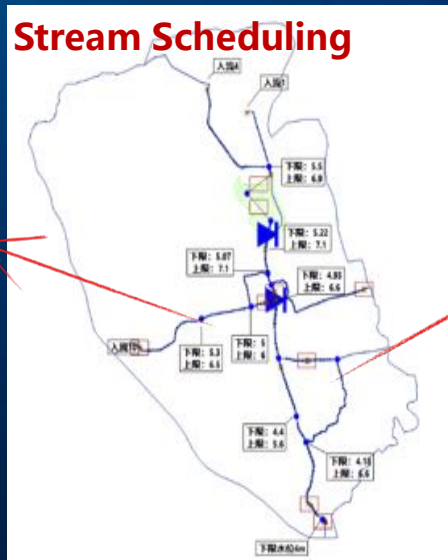 Stream Scheduling
入流4
入流1
下限: 5.5
上限: 6.8
下限: 5.22
上限: 7.1
下限: 5.07
上限: 7.1
下限: 4.93
上限: 6.6
下限: 5
上限: 6
下限: 5.3
上限: 6.5
下限: 4.4
上限: 5.6
下限: 4.15
上限: 6.6
下限水位4m